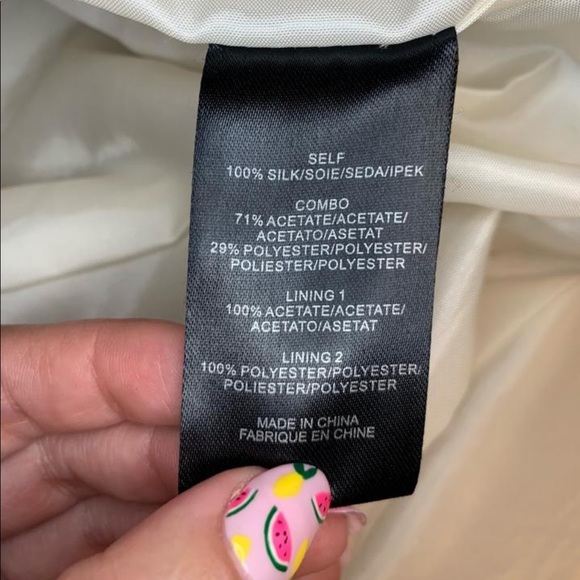 SELF
100% SILK/SOIE/SEDA/IPEK
COMBO
71% ACETATE/ACETATE/
ACETATO/ASETAT
29% POLYESTER/POLYESTER/
POLIESTER/POLYESTER
LINING 1
100% ACETATE/ACETATE/
ACETATO/ASETAT
LINING 2
100% POLYESTER/POLYESTER/
POLIESTER/POLYESTER
MADE IN CHINA
FABRIQUE EN CHINE